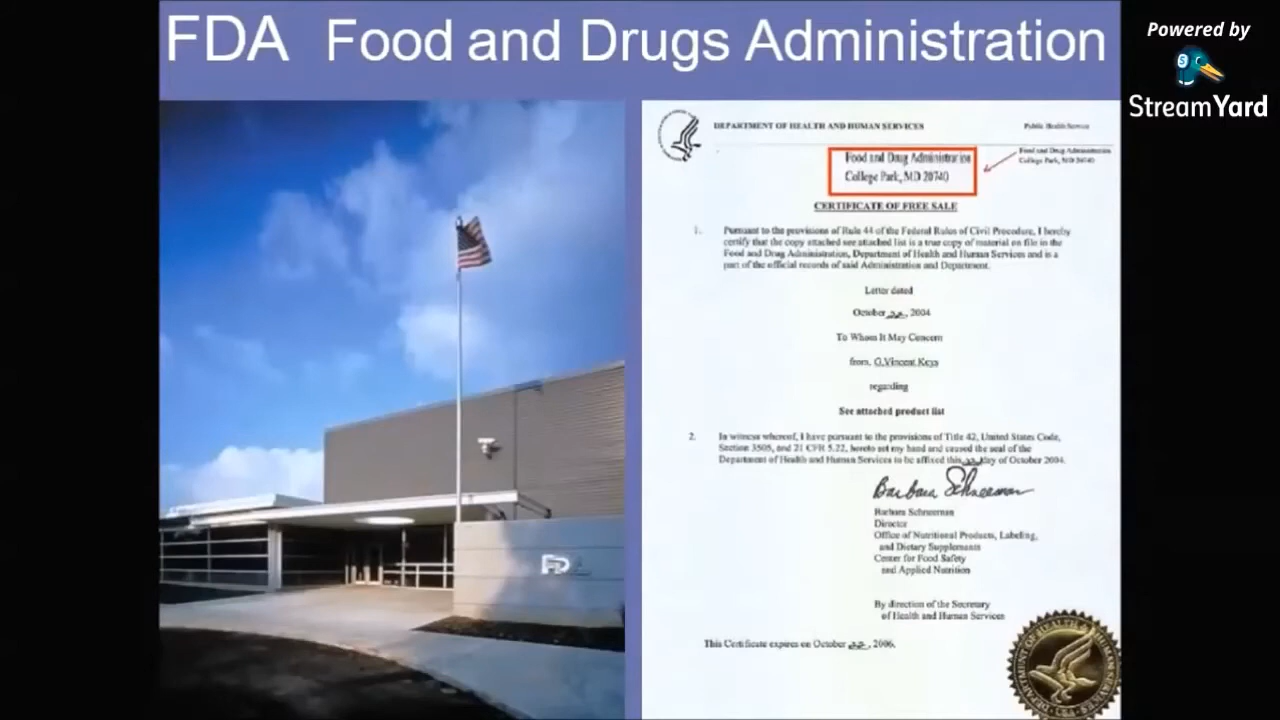 FDA Food and Drugs Administration
Powered by
StreamYard
DEPARTMENT OF HEALTH AND HUMAN SERVICES
Public Health Service
Food and Drug Administration
College Park, MD 20740
Food and Drug Administration
College Park, MD 20740
CERTIFICATE OF FREE SALE
1. Pursuant to the provisions of Rule 44 of the Federal Rules of Civil Procedure, I hereby
certify that the copy attached see attached list is a true copy of material on file in the
Food and Drug Administration, Department of Health and Human Services and is a
part of the official records of said Administration and Department.
Letter dated
October 22, 2004
To Whom It May Concern
from, O.Vincent Keys
regarding
See attached product list
2. In witness whereof, I have pursuant to the provisions of Title 42, United States Code,
Section 3505, and 21 CFR 5.22, hereto set my hand and caused the seal of the
Department of Health and Human Services to be affixed this 22 day of October 2004.
Barbara Schneeman
Barbara Schneeman
Director
Office of Nutritional Products, Labeling,
and Dietary Supplements
Center for Food Safety
and Applied Nutrition
By direction of the Secretary
of Health and Human Services
This Certificate expires on October 22, 2006.
FDA